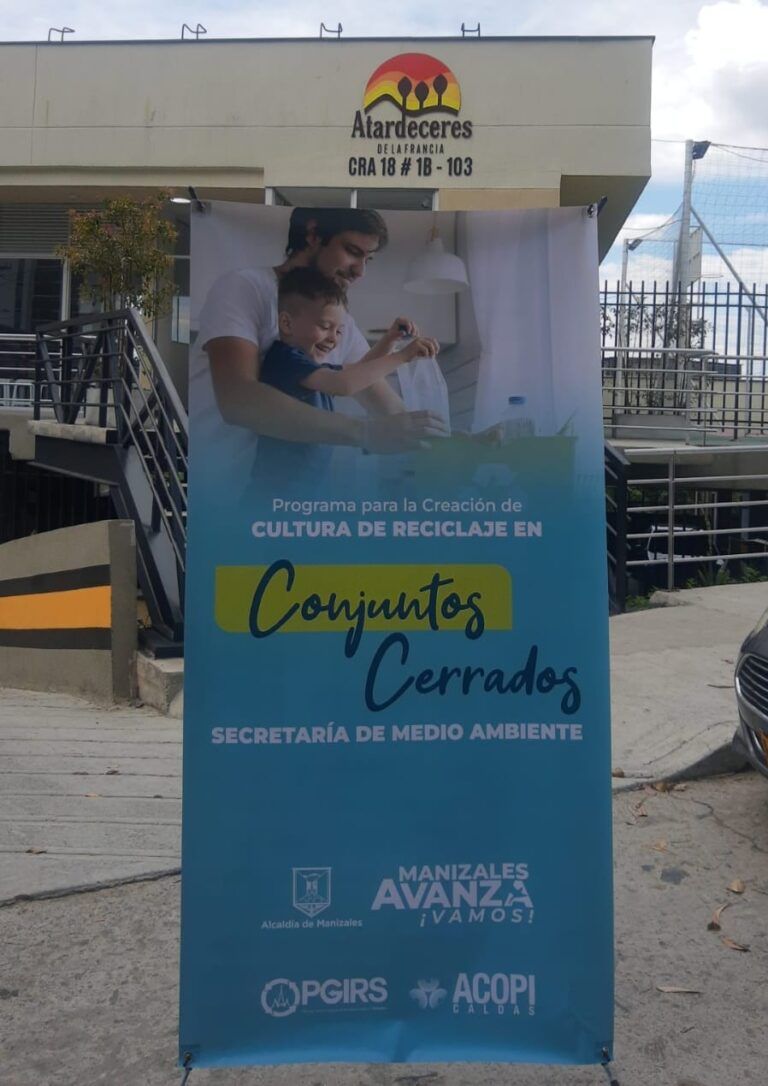 Atardeceres
DE LA FRANCIA
CRA 18 # 1B - 103
Programa para la Creación de
CULTURA DE RECICLAJE EN
Conjuntos
Cerrados
SECRETARÍA DE MEDIO AMBIENTE
Alcaldía de Manizales
MANIZALES
AVANZA
¡VAMOS!
PGIRS
ACOPI
CALDAS